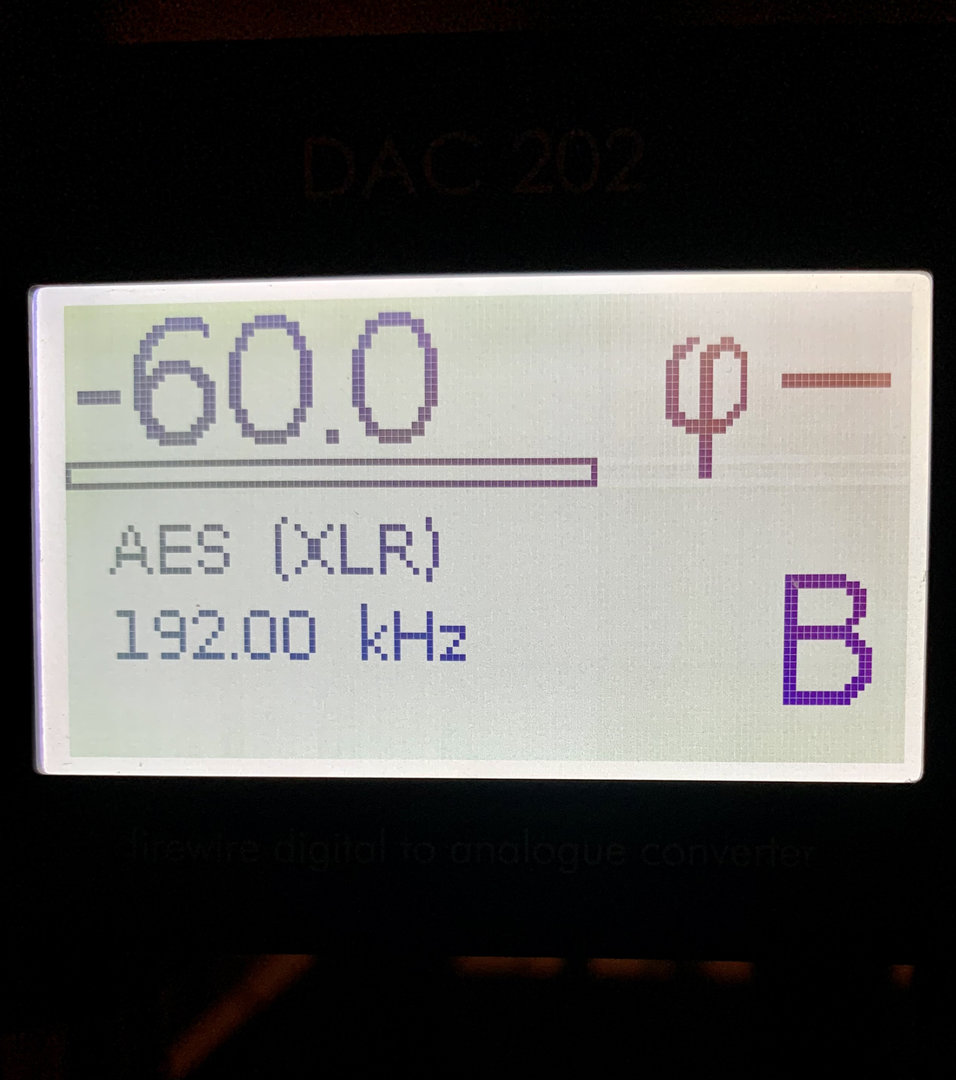 DAC 202
-60.0 φ —
AES (XLR)
192.00 kHz
B
firewire digital to analogue converter